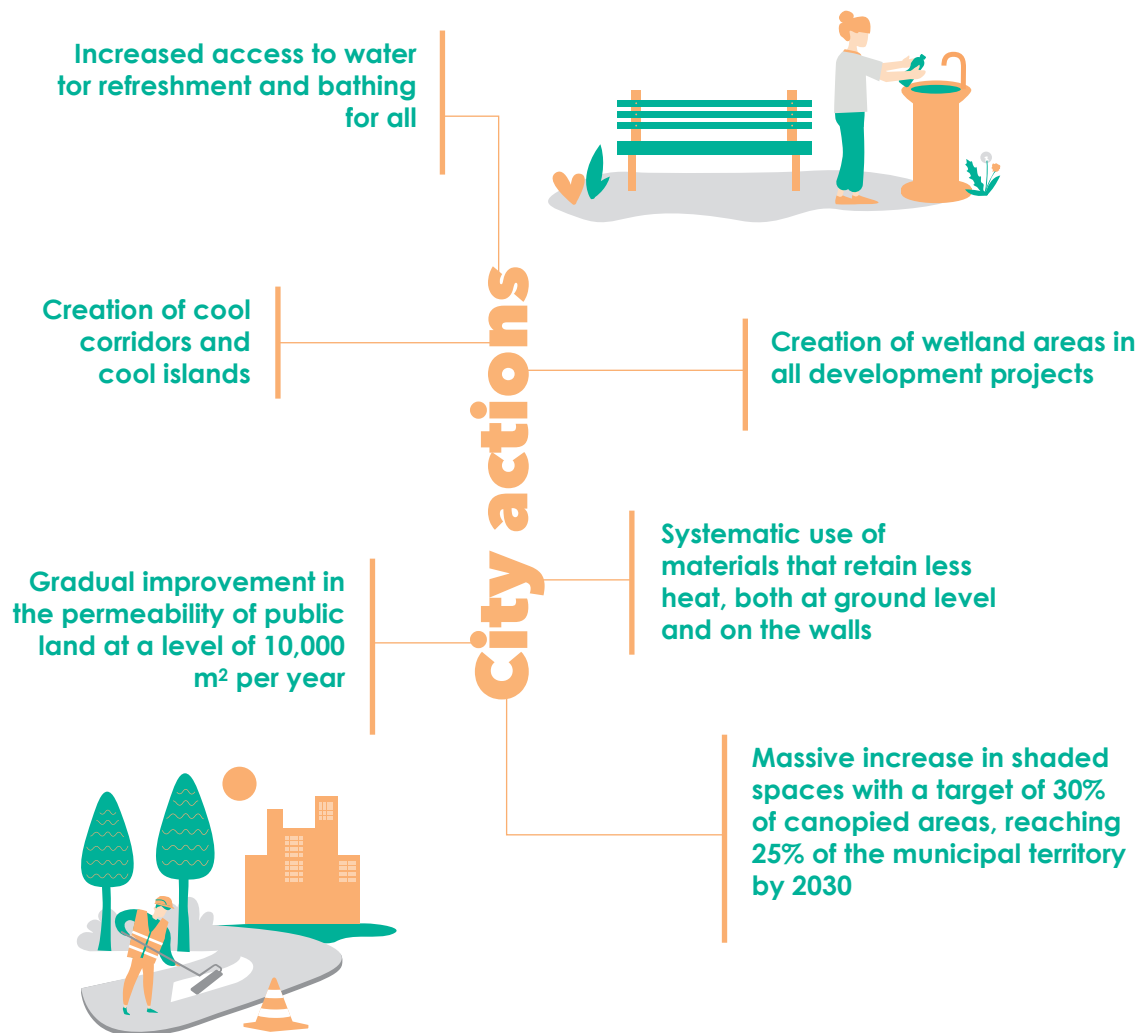 Increased access to water
tor refreshment and bathing
for all
Creation of cool
corridors and
cool islands
Creation of wetland areas in
all development projects
City actions
Systematic use of
materials that retain less
heat, both at ground level
and on the walls
Gradual improvement in
the permeability of public
land at a level of 10,000
m² per year
Massive increase in shaded
spaces with a target of 30%
of canopied areas, reaching
25% of the municipal territory
by 2030